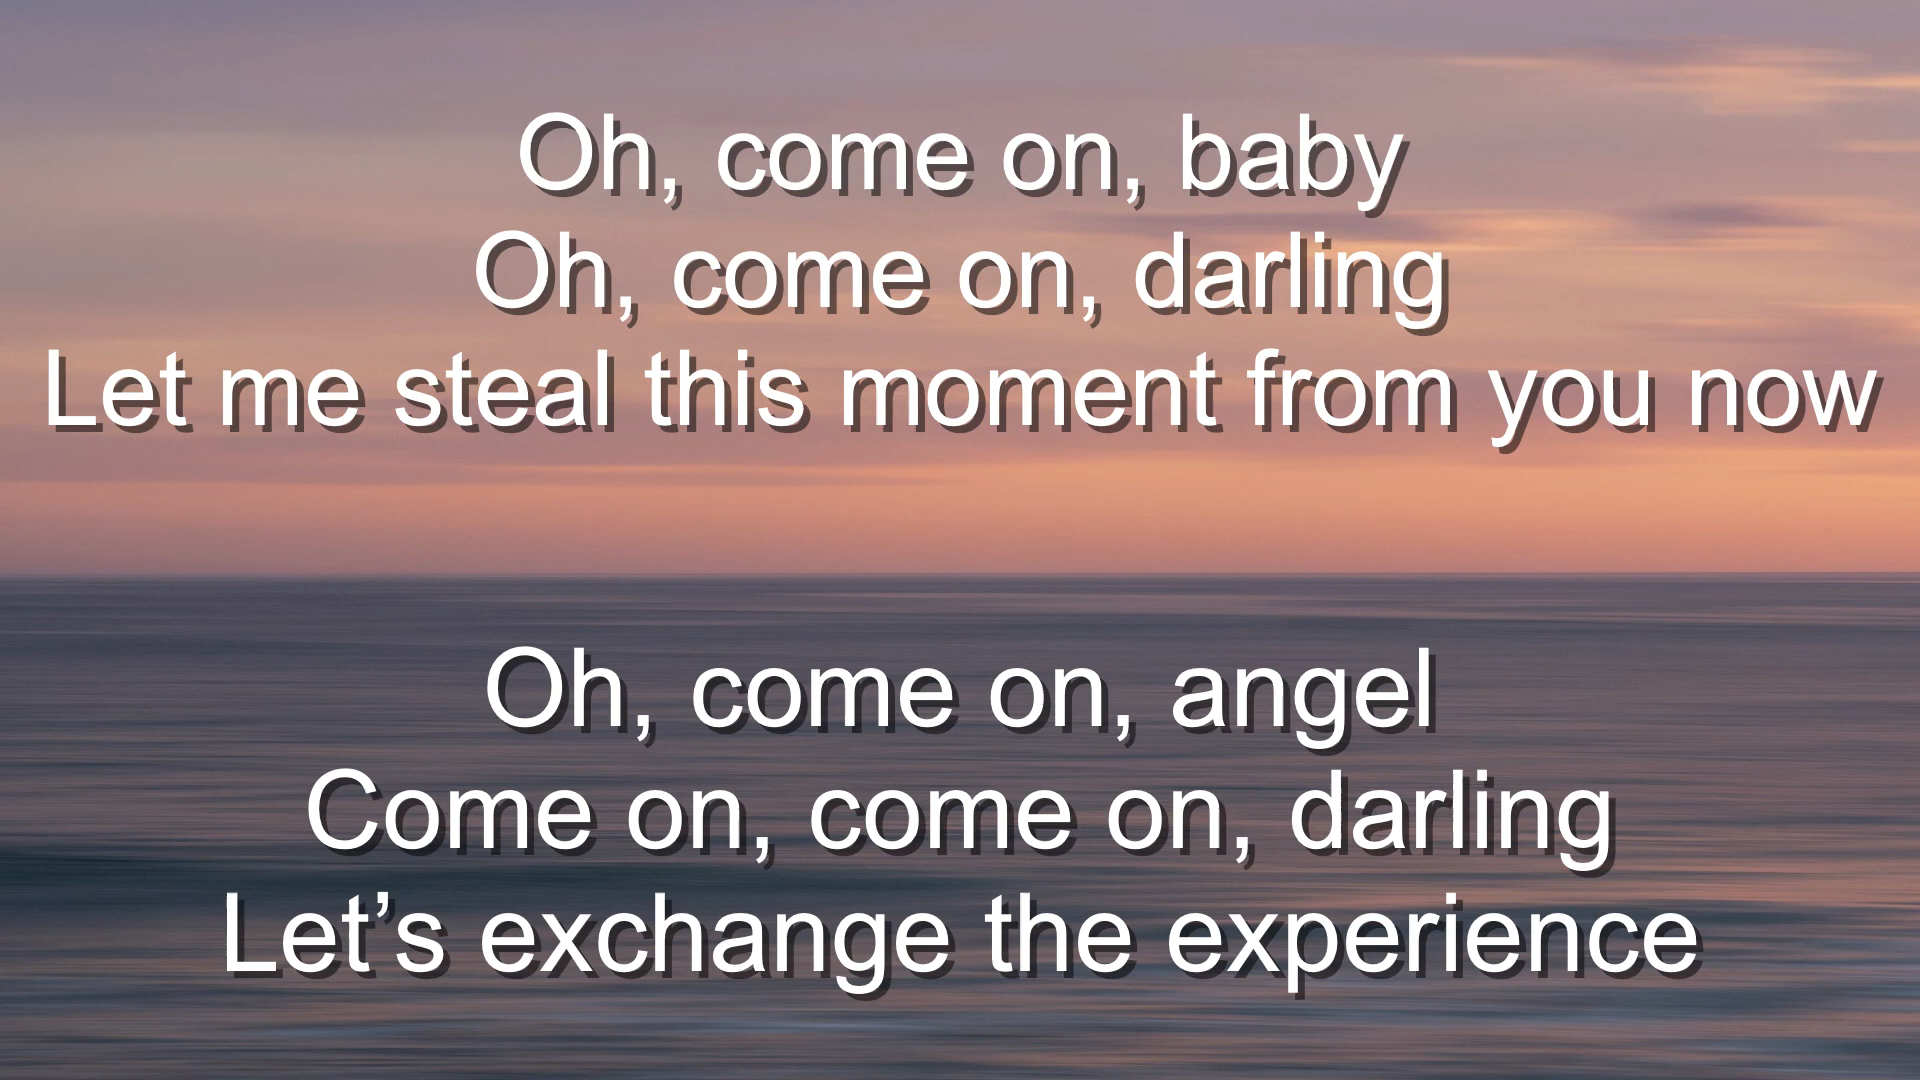 Oh, come on, baby
Oh, come on, darling
Let me steal this moment from you now
Oh, come on, angel
Come on, come on, darling
Let’s exchange the experience